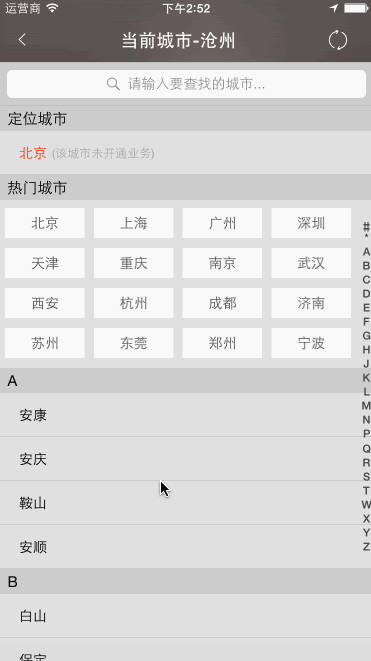 运营商 下午2:52
当前城市-沧州
请输入要查找的城市...
定位城市
北京 (该城市未开通业务)
热门城市
北京 上海 广州 深圳
天津 重庆 南京 武汉
西安 杭州 成都 济南
苏州 东莞 郑州 宁波
A
安康
安庆
鞍山
安顺
B
白山
保定
#
*
A
B
C
D
E
F
G
H
J
K
L
M
N
P
Q
R
S
T
W
X
Y
Z